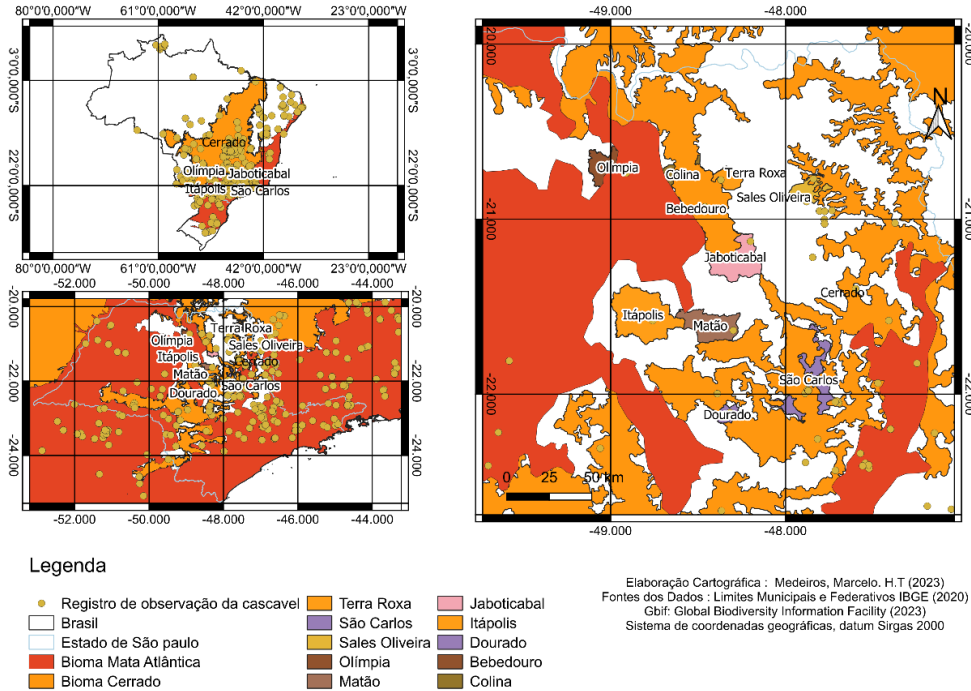 80°0'0,000"W 61°0'0,000"W 42°0'0,000"W 23°0'0,000"W
3°0'0,000"S
3°0'0,000"S
22°0'0,000"S
22°0'0,000"S
Cerrado
Olímpia Jaboticabal
Itápolis São Carlos
80°0'0,000"W 61°0'0,000"W 42°0'0,000"W 23°0'0,000"W
-52.000 -50.000 -48.000 -46.000 -44.000
-20.000
-20.000
-22.000
-22.000
-24.000
-24.000
Terra Roxa
Olímpia
Sales Oliveira
Itápolis
Cerrado
Matão
São Carlos
Dourado
-52.000 -50.000 -48.000 -46.000 -44.000
-49.000 -48.000
-20.000
-20.000
-21.000
-21.000
-22.000
-22.000
N
Olímpia
Colina
Terra Roxa
Sales Oliveira
Bebedouro
Jaboticabal
Cerrado
Itápolis
Matão
São Carlos
Dourado
0 25 50 km
-49.000 -48.000
Legenda
Registro de observação da cascavel
Brasil
Estado de São paulo
Bioma Mata Atlântica
Bioma Cerrado
Terra Roxa
São Carlos
Sales Oliveira
Olímpia
Matão
Jaboticabal
Itápolis
Dourado
Bebedouro
Colina
Elaboração Cartográfica : Medeiros, Marcelo. H.T (2023)
Fontes dos Dados : Limites Municipais e Federativos IBGE (2020)
Gbif: Global Biodiversity Information Facility (2023)
Sistema de coordenadas geográficas, datum Sirgas 2000